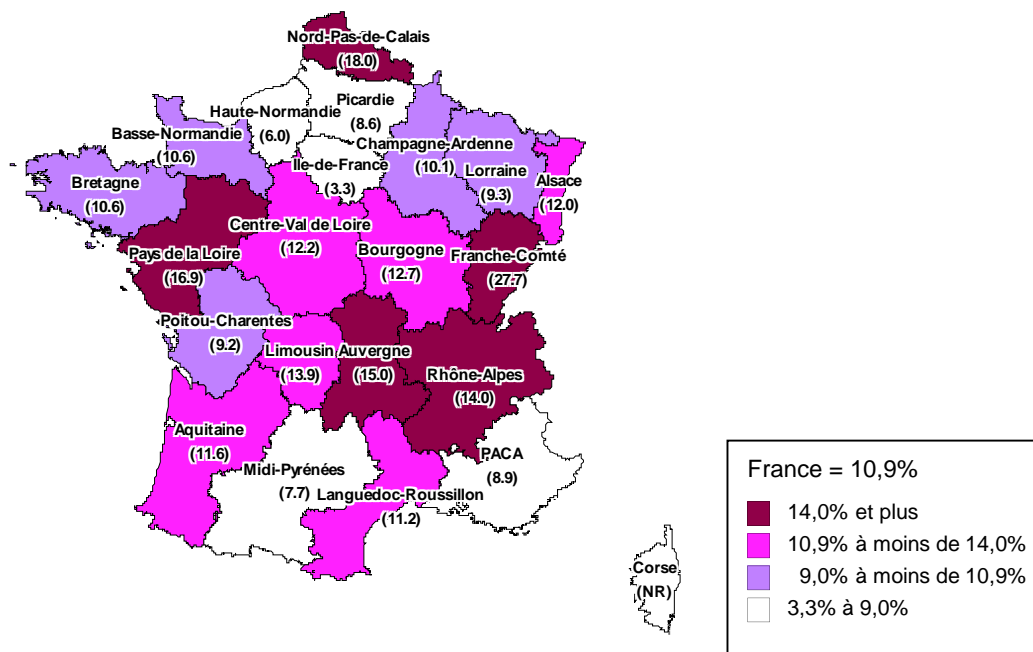 Nord-Pas-de-Calais
(18.0)
Picardie
(8.6)
Haute-Normandie
(6.0)
Basse-Normandie
(10.6)
Champagne-Ardenne
(10.1)
Ile-de-France
(3.3)
Lorraine
(9.3)
Alsace
(12.0)
Bretagne
(10.6)
Centre-Val de Loire
(12.2)
Bourgogne
(12.7)
Franche-Comté
(27.7)
Pays de la Loire
(16.9)
Poitou-Charentes
(9.2)
Limousin
(13.9)
Auvergne
(15.0)
Rhône-Alpes
(14.0)
Aquitaine
(11.6)
Midi-Pyrénées
(7.7)
Languedoc-Roussillon
(11.2)
PACA
(8.9)
Corse
(NR)
France = 10,9%
14,0% et plus
10,9% à moins de 14,0%
9,0% à moins de 10,9%
3,3% à 9,0%